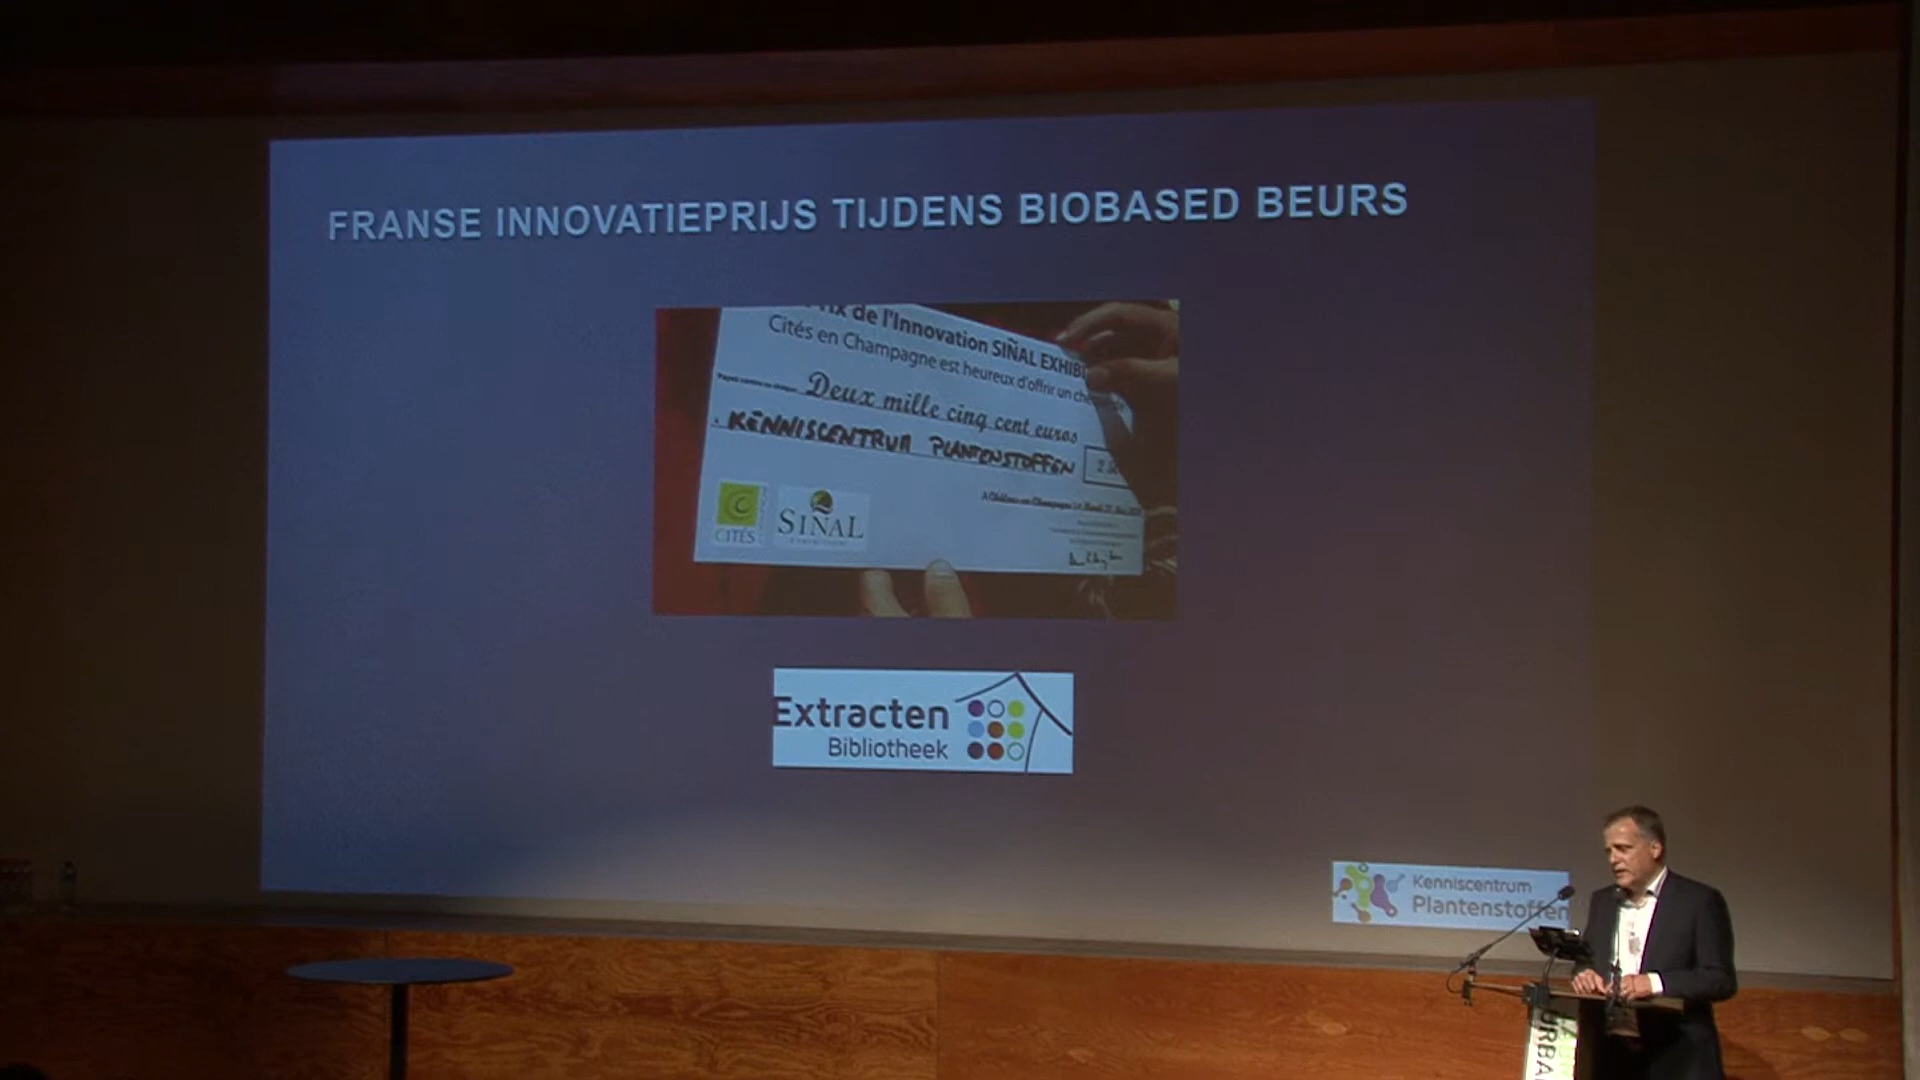 FRANSE INNOVATIEPRIJS TIJDENS BIOBASED BEURS
de l'Innovation SIÑAL EXHIBI
Cités en Champagne est heureux d'offrir un
Deux mille cinq cent euros
KENNISCENTRUM PLANTENSTOFFEN
CITÉS
SIÑAL
Extracten
Bibliotheek
Kenniscentrum
Plantenstoffen
URBA